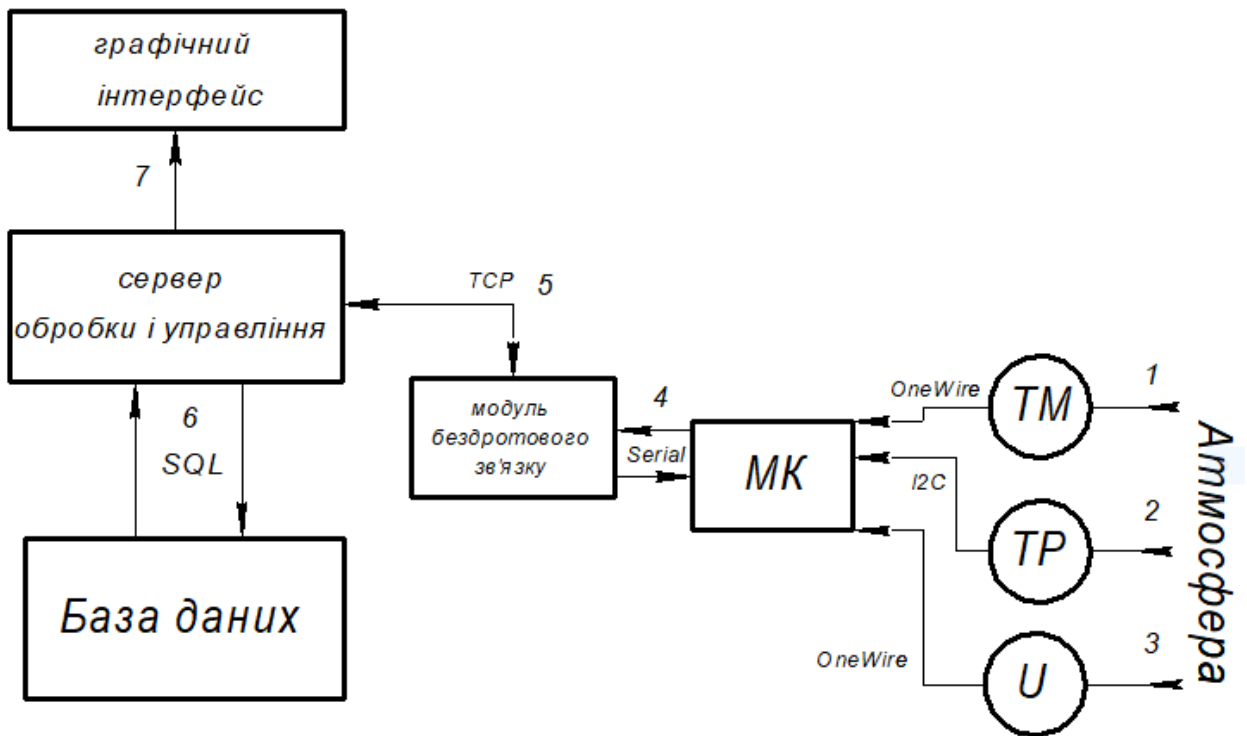 графічний
інтерфейс
7
сервер
обробки і управління
TCP 5
6
SQL
База даних
модуль
бездротового
зв'язку
4
Serial
МК
OneWire
I2C
OneWire
ТМ
ТР
U
1
2
3
Атмосфера